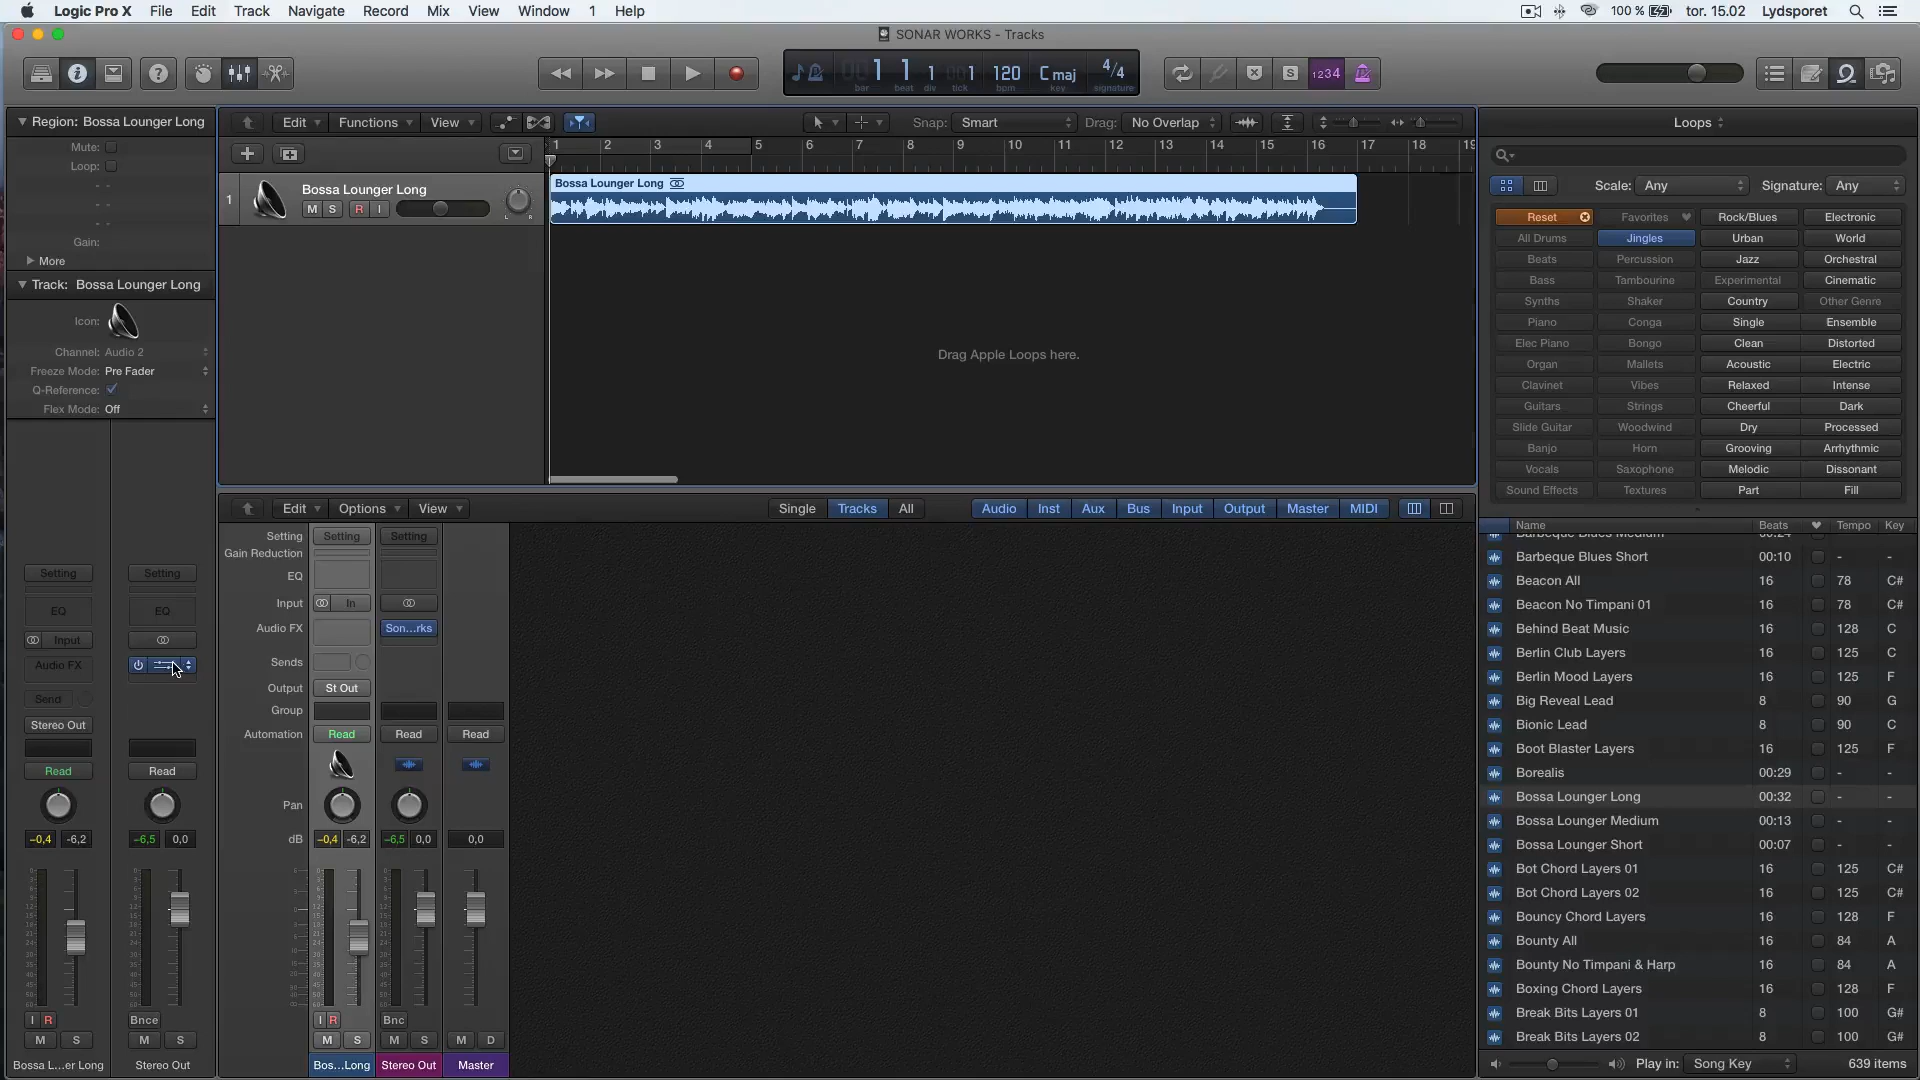 Logic Pro X File Edit Track Navigate Record Mix View Window 1 Help
100 % tor. 15.02 Lydsporet
SONAR WORKS - Tracks
1 1 1 1 120 C maj 4/4
bar beat div tick bpm key signature
1234
Region: Bossa Lounger Long
Mute:
Loop:
Gain:
More
Track: Bossa Lounger Long
Icon:
Channel: Audio 2
Freeze Mode: Pre Fader
Q-Reference:
Flex Mode: Off
Setting Setting
EQ EQ
Input
Audio FX
Send
Stereo Out
Read Read
-0,4 -6,2 -6,5 0,0
I R Bnce
M S M S
Bossa L...er Long Stereo Out
Edit Functions View Snap: Smart Drag: No Overlap
1 2 3 4 5 6 7 8 9 10 11 12 13 14 15 16 17 18 19
1 Bossa Lounger Long
M S R I L R
Bossa Lounger Long
Drag Apple Loops here.
Edit Options View Single Tracks All Audio Inst Aux Bus Input Output Master MIDI
Setting Setting Setting
Gain Reduction
EQ
Input In
Audio FX Son...rks
Sends
Output St Out
Group
Automation Read Read Read
Pan
dB -0,4 -6,2 -6,5 0,0 0,0
I R Bnc
M S M S M D
Bos...Long Stereo Out Master
Loops
Scale: Any Signature: Any
Reset Favorites Rock/Blues Electronic
All Drums Jingles Urban World
Beats Percussion Jazz Orchestral
Bass Tambourine Experimental Cinematic
Synths Shaker Country Other Genre
Piano Conga Single Ensemble
Elec Piano Bongo Clean Distorted
Organ Mallets Acoustic Electric
Clavinet Vibes Relaxed Intense
Guitars Strings Cheerful Dark
Slide Guitar Woodwind Dry Processed
Banjo Horn Grooving Arrhythmic
Vocals Saxophone Melodic Dissonant
Sound Effects Textures Part Fill
Name Beats Tempo Key
Barbeque Blues Medium 00:24
Barbeque Blues Short 00:10 - -
Beacon All 16 78 C#
Beacon No Timpani 01 16 78 C#
Behind Beat Music 16 128 C
Berlin Club Layers 16 125 C
Berlin Mood Layers 16 125 F
Big Reveal Lead 8 90 G
Bionic Lead 8 90 C
Boot Blaster Layers 16 125 F
Borealis 00:29 - -
Bossa Lounger Long 00:32 - -
Bossa Lounger Medium 00:13 - -
Bossa Lounger Short 00:07 - -
Bot Chord Layers 01 16 125 C#
Bot Chord Layers 02 16 125 C#
Bouncy Chord Layers 16 128 F
Bounty All 16 84 A
Bounty No Timpani & Harp 16 84 A
Boxing Chord Layers 16 128 F
Break Bits Layers 01 8 100 G#
Break Bits Layers 02 8 100 G#
Play in: Song Key 639 items